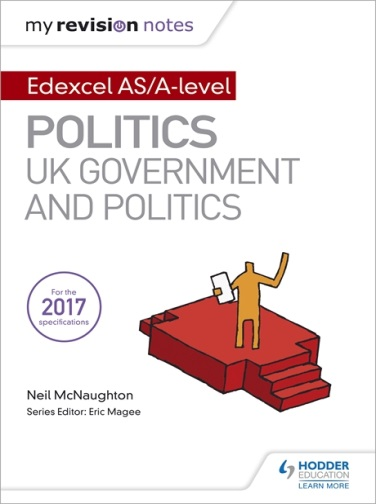 my revision notes
Edexcel AS/A-level
POLITICS
UK GOVERNMENT
AND POLITICS
For the
2017
specifications
Neil McNaughton
Series Editor: Eric Magee
HODDER
EDUCATION
LEARN MORE